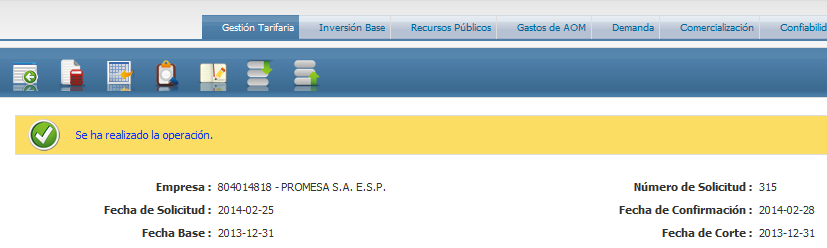 Gestión Tarifaria Inversión Base Recursos Públicos Gastos de AOM Demanda Comercialización Confiabilid
Se ha realizado la operación.
Empresa : 804014818 - PROMESA S.A. E.S.P. Número de Solicitud : 315
Fecha de Solicitud : 2014-02-25 Fecha de Confirmación : 2014-02-28
Fecha Base : 2013-12-31 Fecha de Corte : 2013-12-31